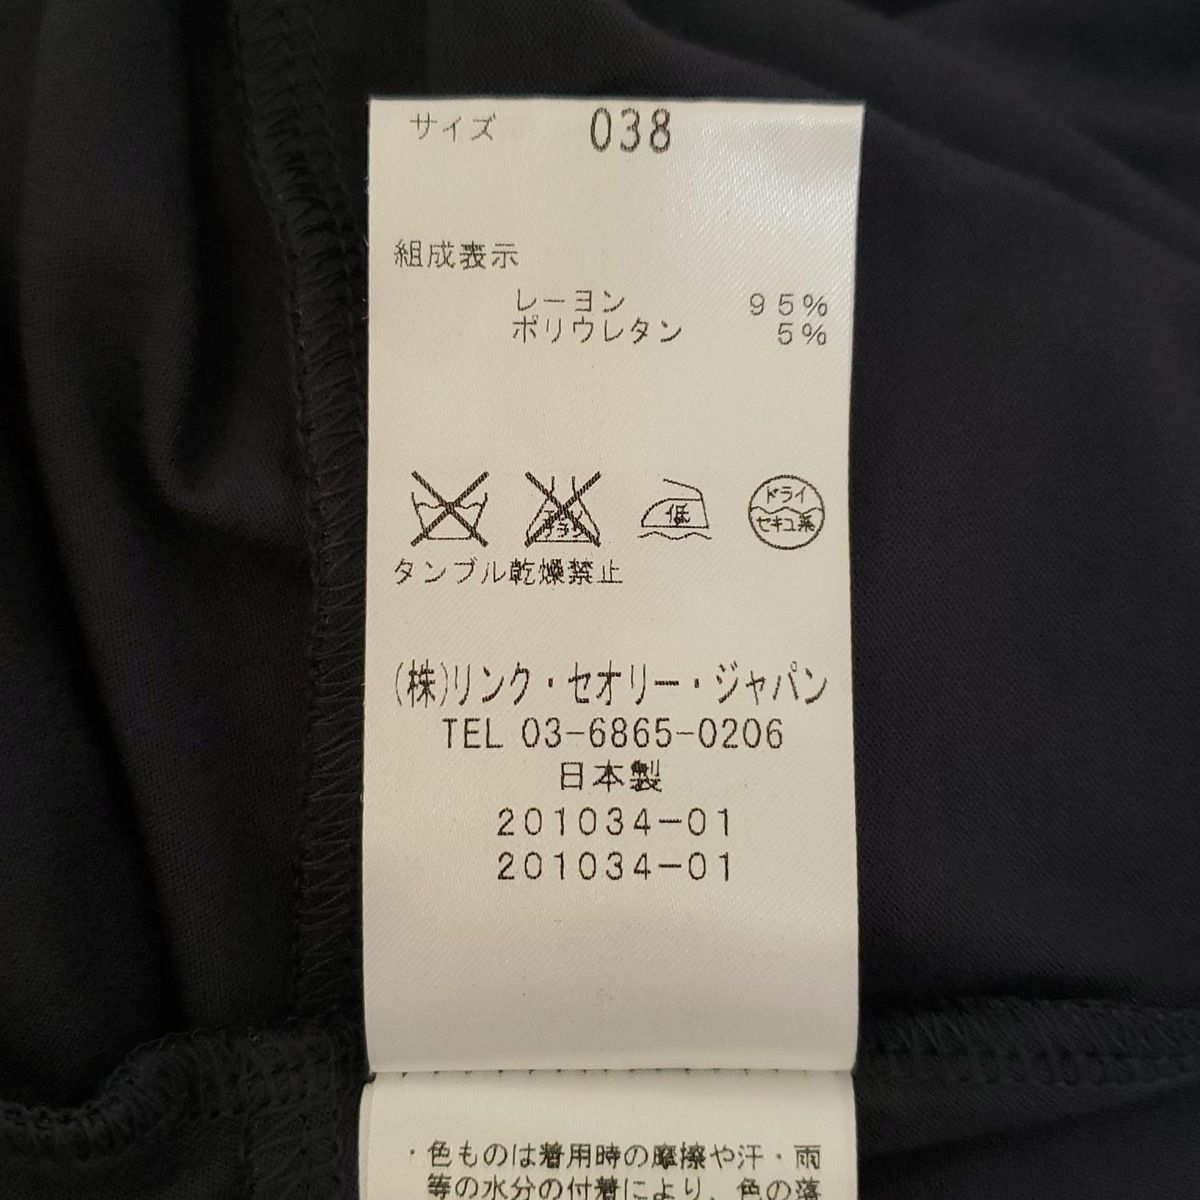 サイズ 038
組成表示
レーヨン 95%
ポリウレタン 5%
低 ドライ
セキュ系
タンブル乾燥禁止
(株)リンク・セオリー・ジャパン
TEL 03-6865-0206
日本製
201034-01
201034-01
・色ものは着用時の摩擦や汗・雨
等の水分の付着により、色の落